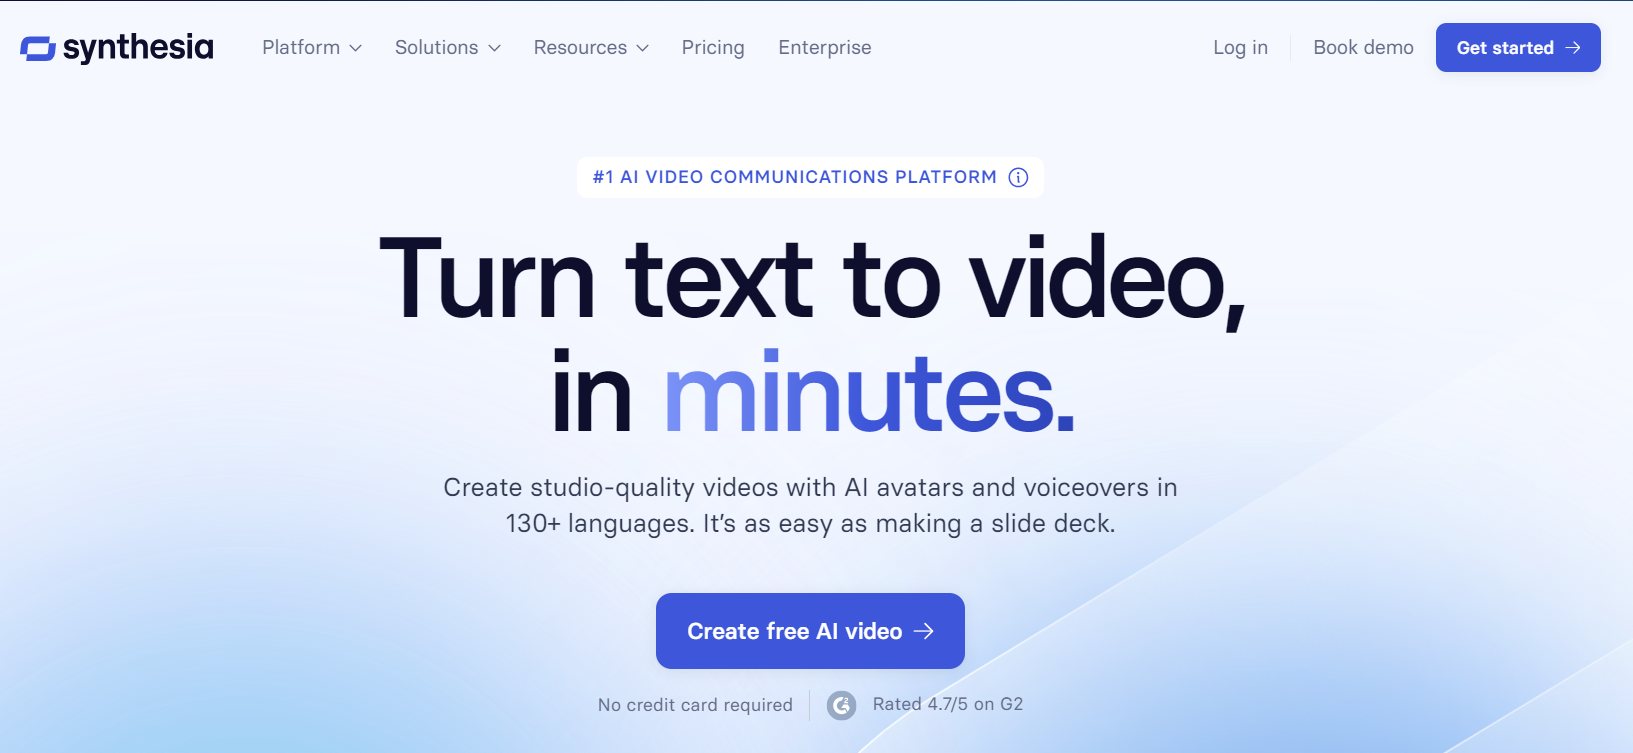 synthesia
Platform
Solutions
Resources
Pricing
Enterprise
Log in
Book demo
Get started
#1 AI VIDEO COMMUNICATIONS PLATFORM
Turn text to video,
in minutes.
Create studio-quality videos with AI avatars and voiceovers in
130+ languages. It's as easy as making a slide deck.
Create free AI video
No credit card required
Rated 4.7/5 on G2